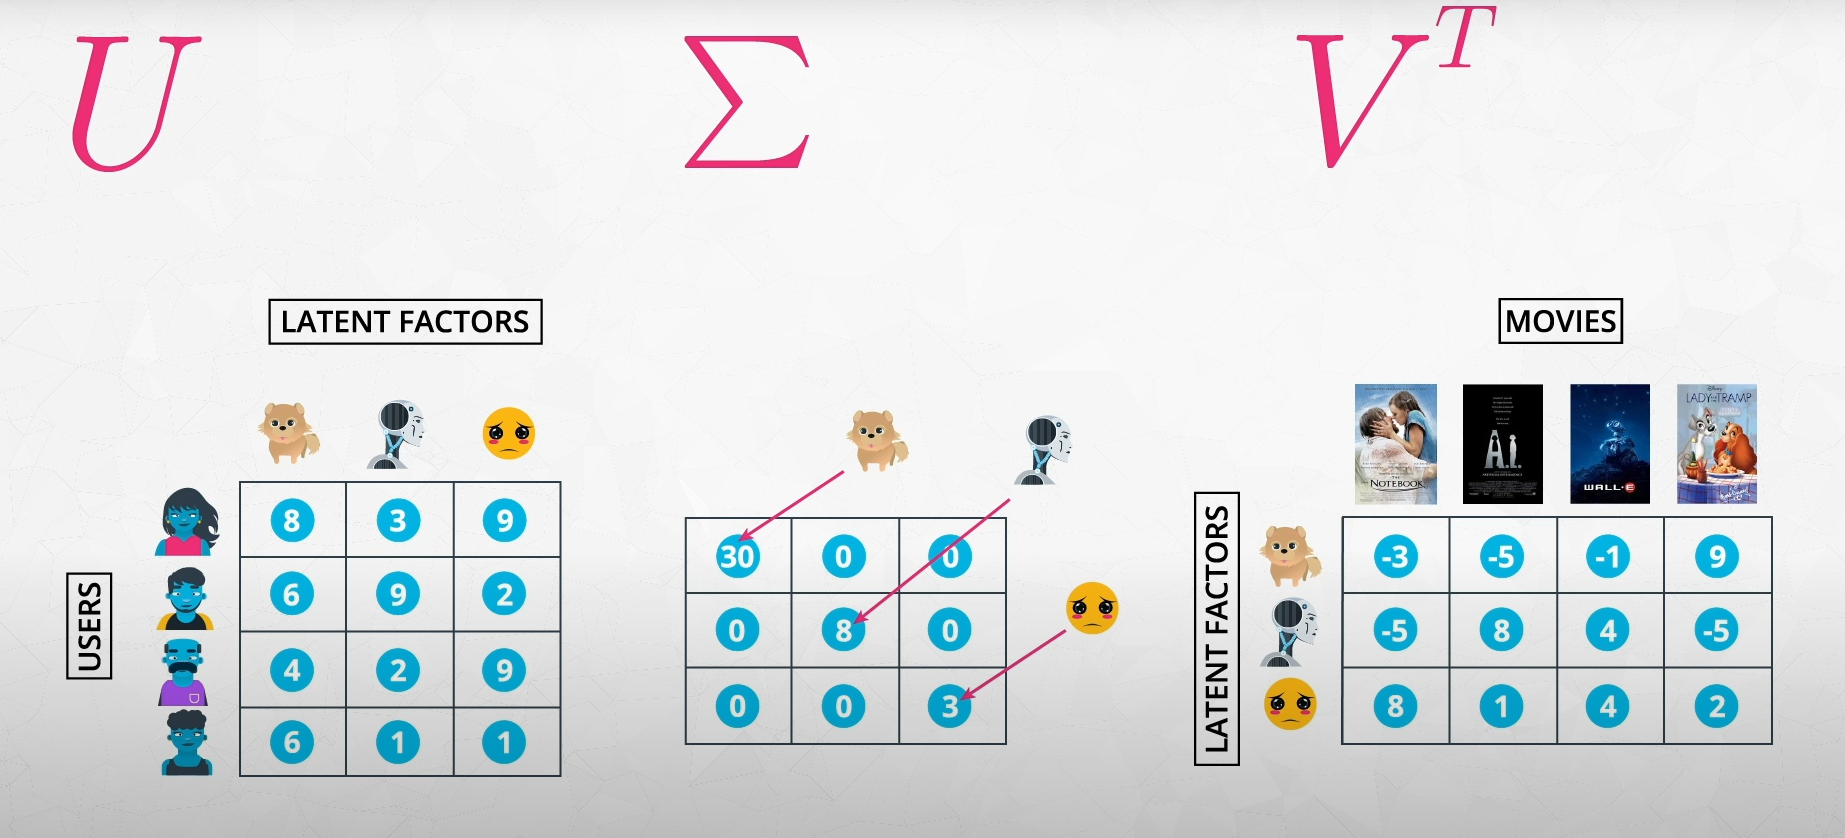 U
Σ
V^T
LATENT FACTORS
8 3 9
6 9 2
4 2 9
6 1 1
USERS
30 0 0
0 8 0
0 0 3
MOVIES
THE
NOTEBOOK
A.I.
WALL•E
Disney
LADY AND THE TRAMP
LATENT FACTORS
-3 -5 -1 9
-5 8 4 -5
8 1 4 2